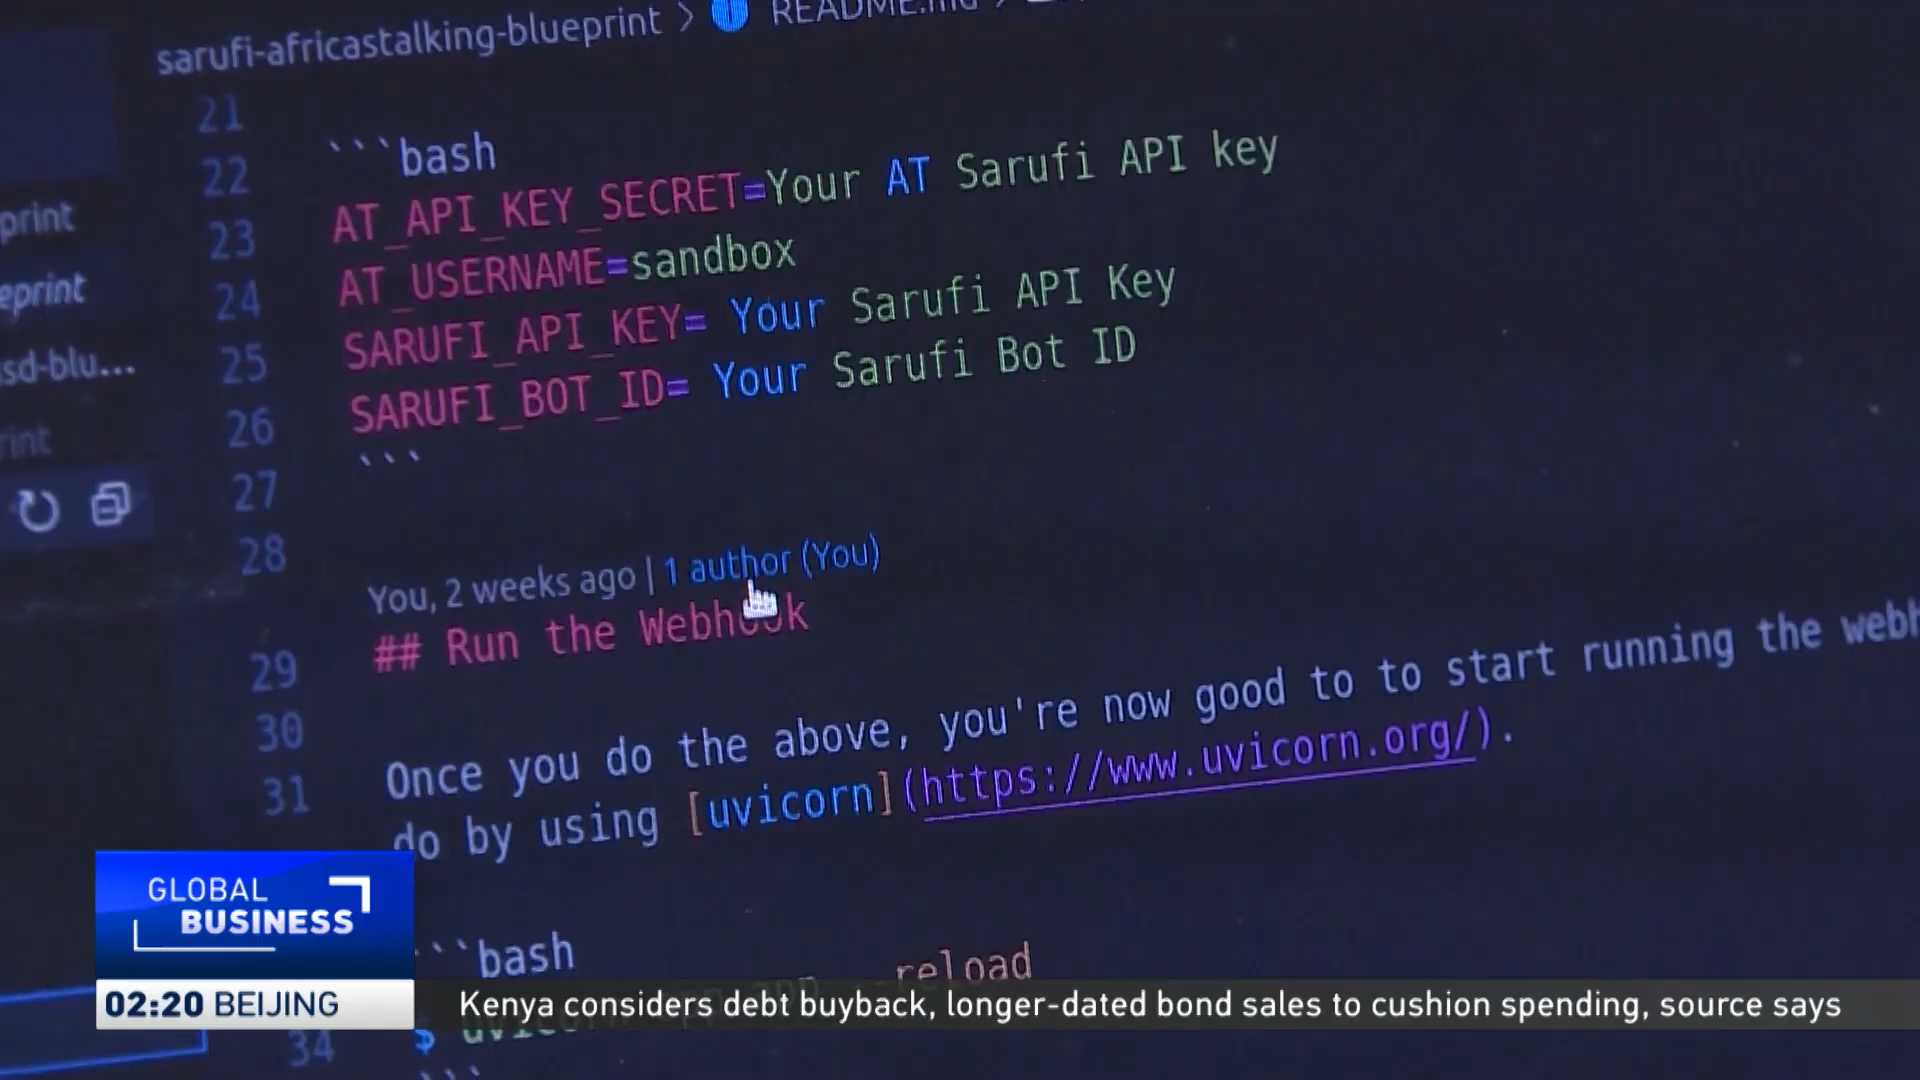 sarufi-africastalking-blueprint > README.md >
21
22 ```bash
23 AT_API_KEY_SECRET=Your AT Sarufi API key
24 AT_USERNAME=sandbox
25 SARUFI_API_KEY= Your Sarufi API Key
26 SARUFI_BOT_ID= Your Sarufi Bot ID
27 ```
28
You, 2 weeks ago | 1 author (You)
29 ## Run the Webhook
30
31 Once you do the above, you're now good to to start running the webh
do by using [uvicorn](https://www.uvicorn.org/).
```bash
--reload
34
```
print
eprint
sd-blu...
rint
GLOBAL
BUSINESS
02:20 BEIJING
Kenya considers debt buyback, longer-dated bond sales to cushion spending, source says